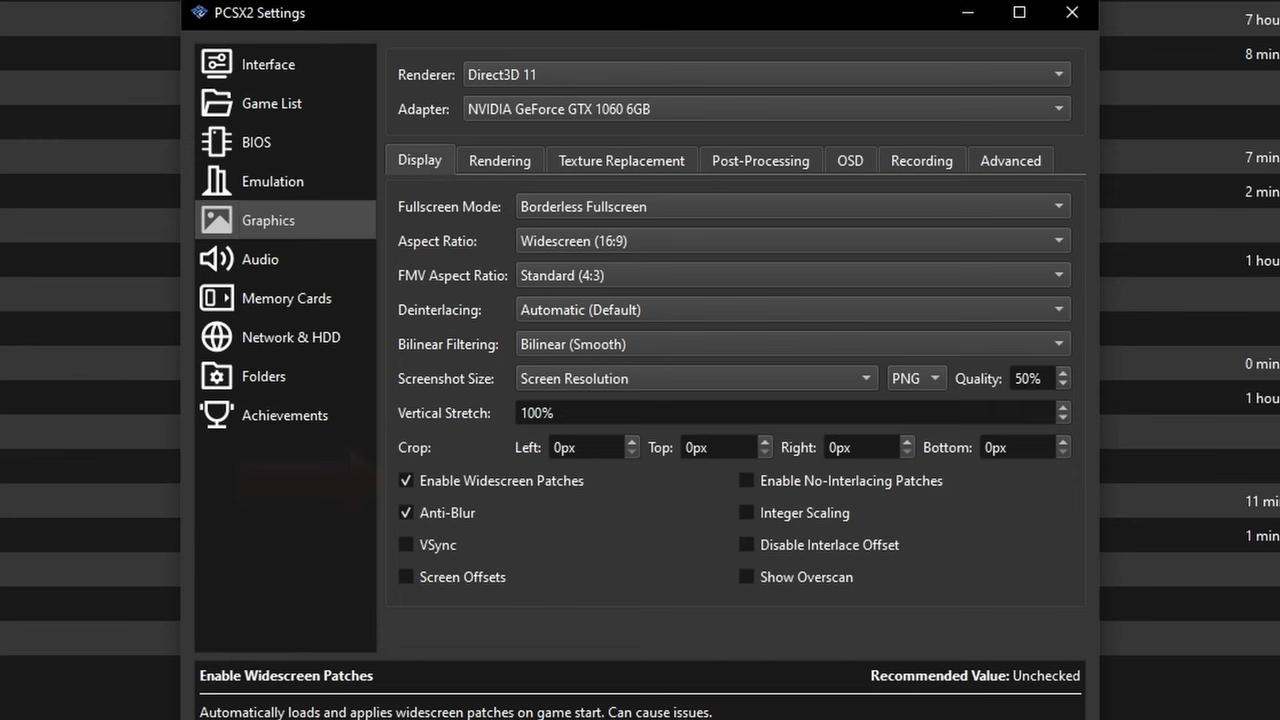 PCSX2 Settings
7 hou
8 min
7 min
2 min
1 hou
0 min
1 hou
11 mi
1 min
Interface
Game List
BIOS
Emulation
Graphics
Audio
Memory Cards
Network & HDD
Folders
Achievements
Renderer: Direct3D 11
Adapter: NVIDIA GeForce GTX 1060 6GB
Display Rendering Texture Replacement Post-Processing OSD Recording Advanced
Fullscreen Mode: Borderless Fullscreen
Aspect Ratio: Widescreen (16:9)
FMV Aspect Ratio: Standard (4:3)
Deinterlacing: Automatic (Default)
Bilinear Filtering: Bilinear (Smooth)
Screenshot Size: Screen Resolution PNG Quality: 50%
Vertical Stretch: 100%
Crop: Left: 0px Top: 0px Right: 0px Bottom: 0px
Enable Widescreen Patches Enable No-Interlacing Patches
Anti-Blur Integer Scaling
VSync Disable Interlace Offset
Screen Offsets Show Overscan
Enable Widescreen Patches Recommended Value: Unchecked
Automatically loads and applies widescreen patches on game start. Can cause issues.